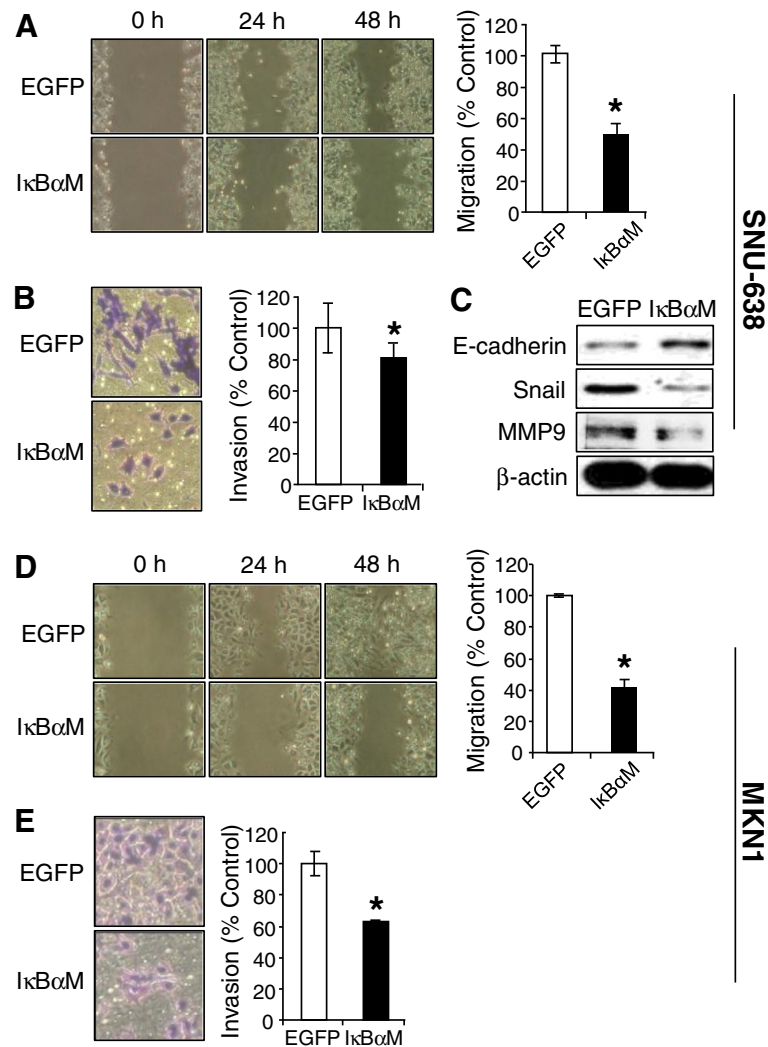 A
0 h 24 h 48 h
EGFP
IκBαM
Migration (% Control)
120
100
80
60
40
20
0
EGFP
IκBαM
*
SNU-638
B
EGFP
IκBαM
Invasion (% Control)
120
100
80
60
40
20
0
EGFP IκBαM
*
C
EGFP IκBαM
E-cadherin
Snail
MMP9
β-actin
D
0 h 24 h 48 h
EGFP
IκBαM
Migration (% Control)
120
100
80
60
40
20
0
EGFP
IκBαM
*
MKN1
E
EGFP
IκBαM
Invasion (% Control)
120
100
80
60
40
20
0
EGFP IκBαM
*